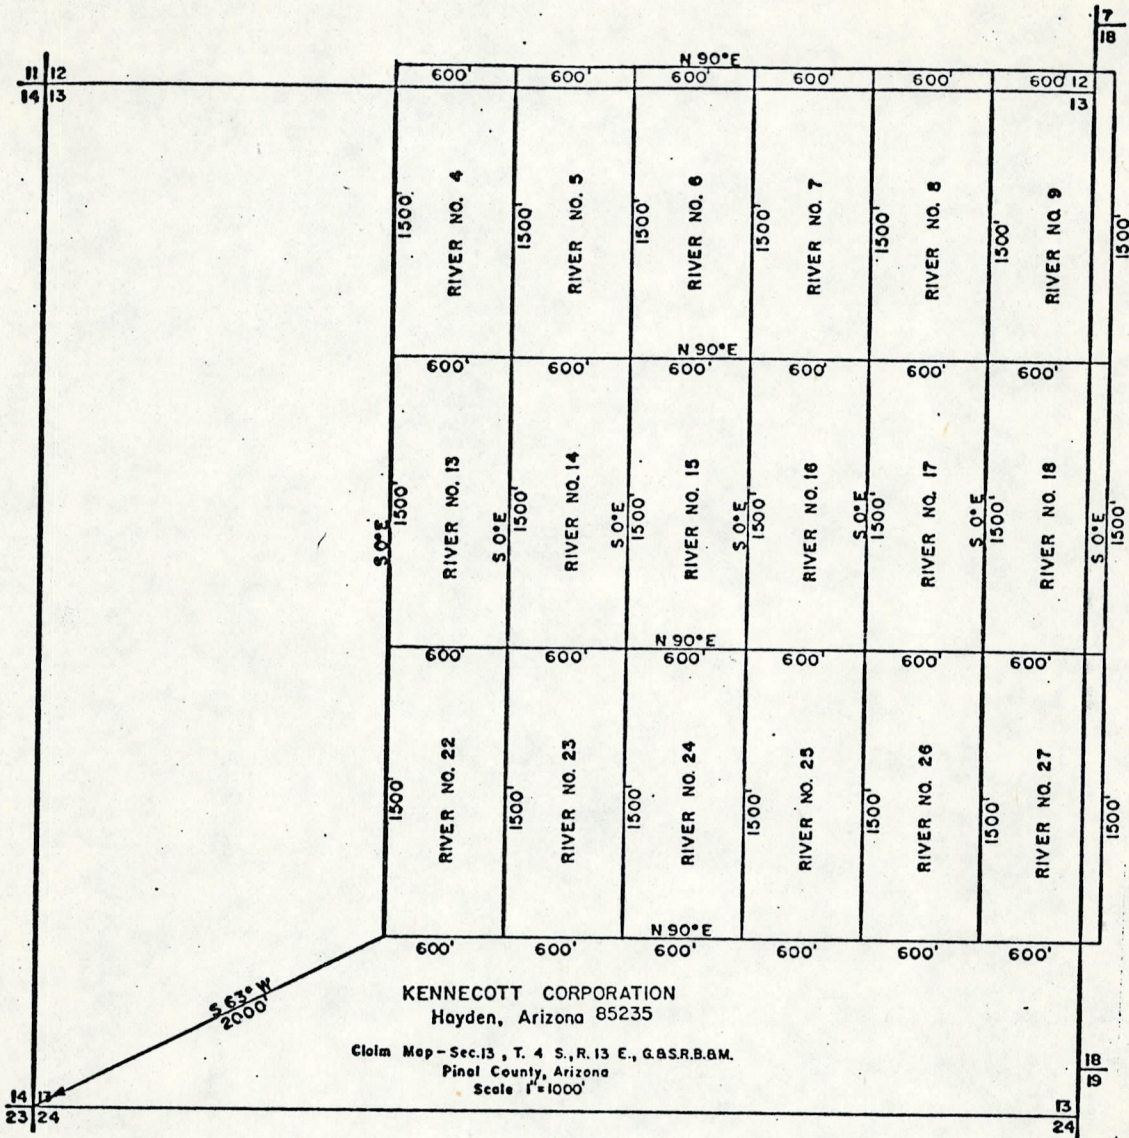 7
18
N 90°E
11 12
14 13
600' 600' 600' 600' 600' 600' 12
13
1500' RIVER NO. 4 1500' RIVER NO. 5 1500' RIVER NO. 6 1500' RIVER NO. 7 1500' RIVER NO. 8 1500' RIVER NO. 9 1500'
N 90°E
600' 600' 600' 600' 600' 600'
S 0°E 1500' RIVER NO. 13 S 0°E 1500' RIVER NO. 14 S 0°E 1500' RIVER NO. 15 S 0°E 1500' RIVER NO. 16 S 0°E 1500' RIVER NO. 17 S 0°E 1500' RIVER NO. 18 S 0°E 1500'
N 90°E
600' 600' 600' 600' 600' 600'
1500' RIVER NO. 22 1500' RIVER NO. 23 1500' RIVER NO. 24 1500' RIVER NO. 25 1500' RIVER NO. 26 1500' RIVER NO. 27 1500'
N 90°E
600' 600' 600' 600' 600' 600'
S 63° W
2000'
KENNECOTT CORPORATION
Hayden, Arizona 85235
Claim Map - Sec.13, T. 4 S., R. 13 E., G.&S.R.B.&M.
Pinal County, Arizona
Scale 1"=1000'
18
19
14 13
23 24
13
24